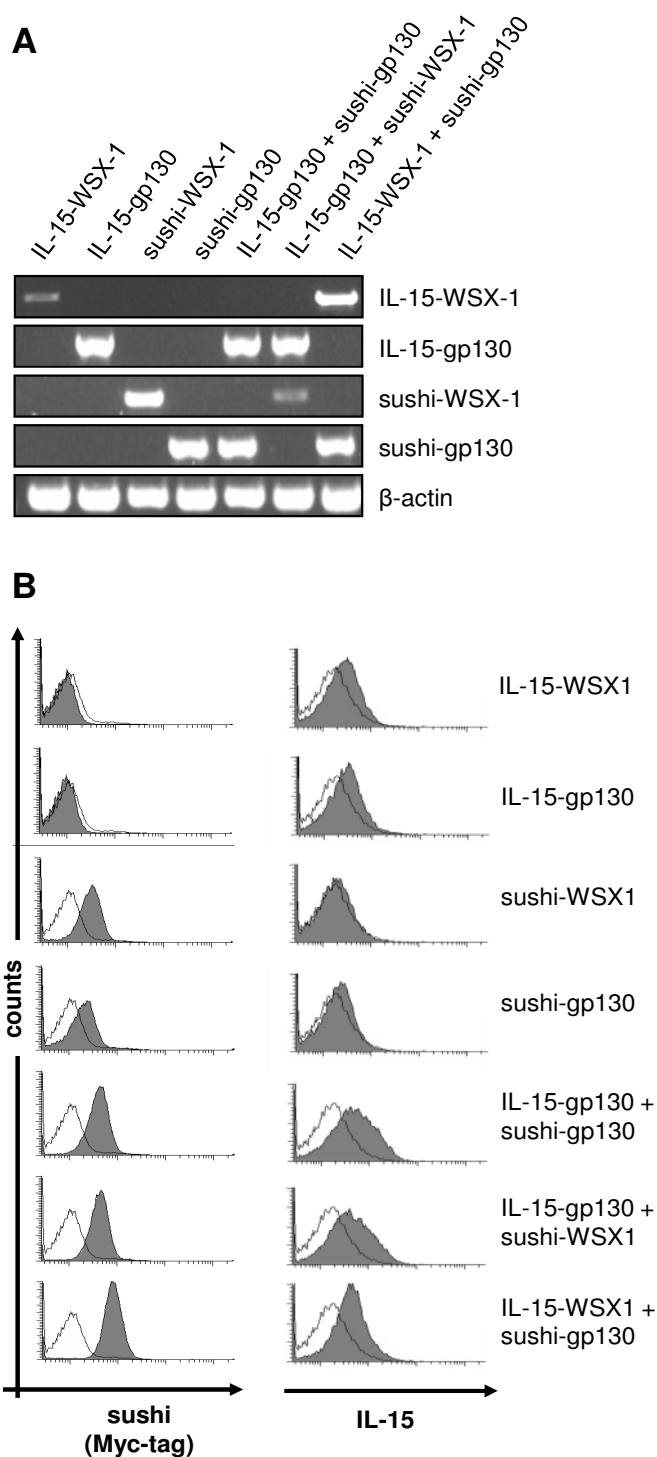 A
IL-15-WSX-1
IL-15-gp130
sushi-WSX-1
sushi-gp130
IL-15-gp130 + sushi-gp130
IL-15-gp130 + sushi-WSX-1
IL-15-WSX-1 + sushi-gp130
IL-15-WSX-1
IL-15-gp130
sushi-WSX-1
sushi-gp130
β-actin
B
counts
IL-15-WSX1
IL-15-gp130
sushi-WSX1
sushi-gp130
IL-15-gp130 +
sushi-gp130
IL-15-gp130 +
sushi-WSX1
IL-15-WSX1 +
sushi-gp130
sushi
(Myc-tag)
IL-15